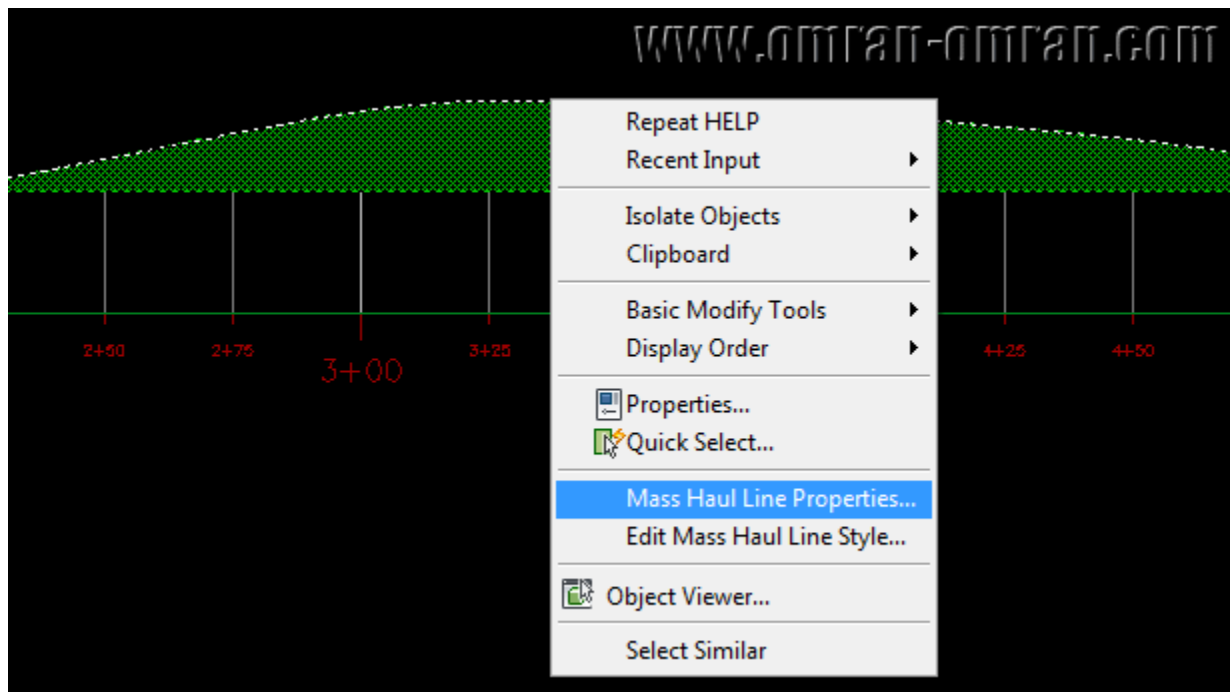 www.omran-omran.com
Repeat HELP
Recent Input
Isolate Objects
Clipboard
Basic Modify Tools
Display Order
Properties...
Quick Select...
Mass Haul Line Properties...
Edit Mass Haul Line Style...
Object Viewer...
Select Similar
2+50
2+75
3+00
3+25
4+25
4+50